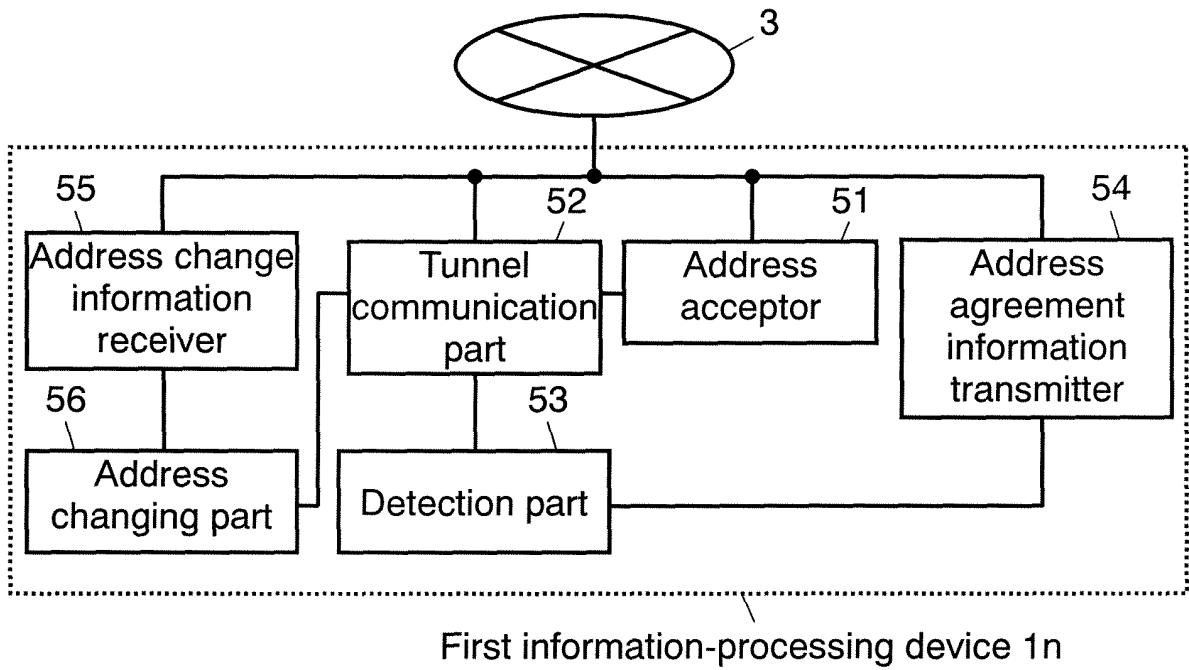 3
55
Address change
information
receiver
52
Tunnel
communication
part
51
Address
acceptor
54
Address
agreement
information
transmitter
56
Address
changing part
53
Detection part
First information-processing device 1n